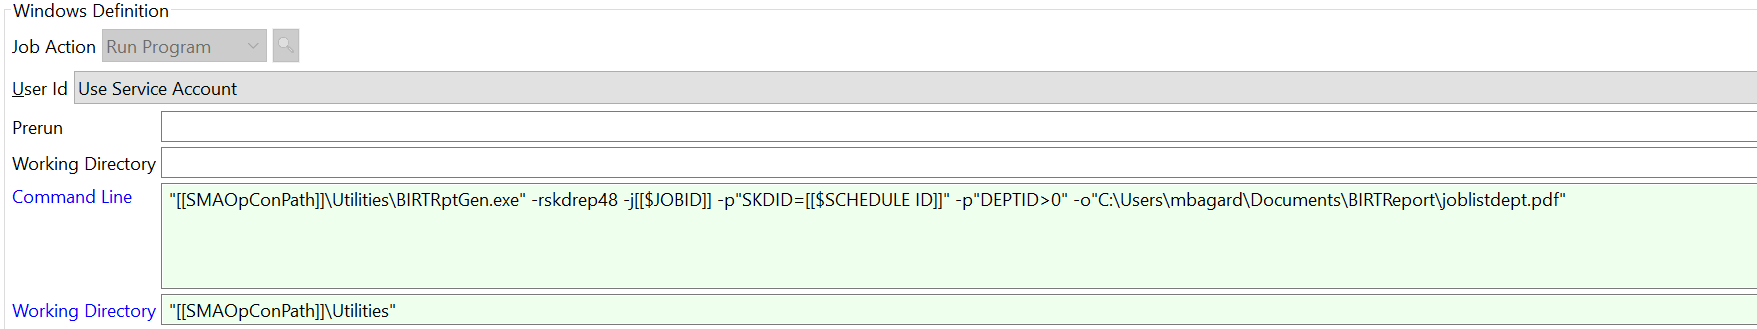 Windows Definition
Job Action Run Program
User Id Use Service Account
Prerun
Working Directory
Command Line "[[SMAOpConPath]]\Utilities\BIRTRptGen.exe" -rskdrep48 -j[[$JOBID]] -p"SKDID=[[$SCHEDULE ID]]" -p"DEPTID>0" -o"C:\Users\mbagard\Documents\BIRTReport\joblistdept.pdf"
Working Directory "[[SMAOpConPath]]\Utilities"